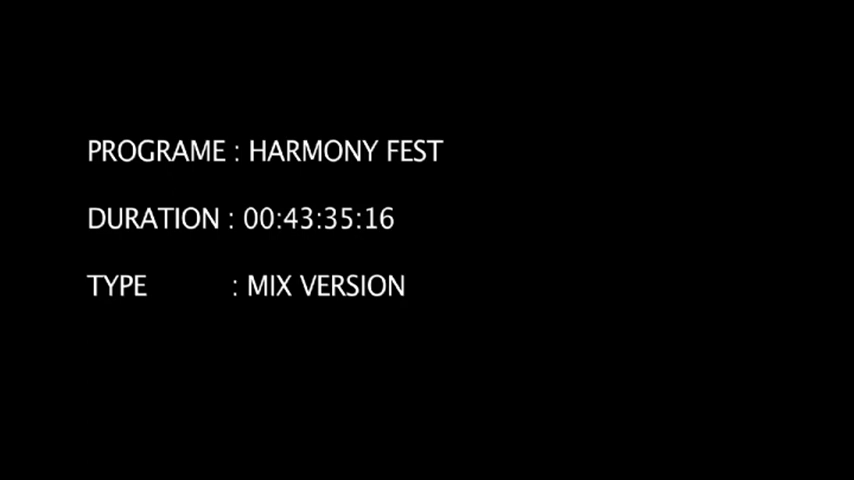 PROGRAME : HARMONY FEST
DURATION : 00:43:35:16
TYPE : MIX VERSION